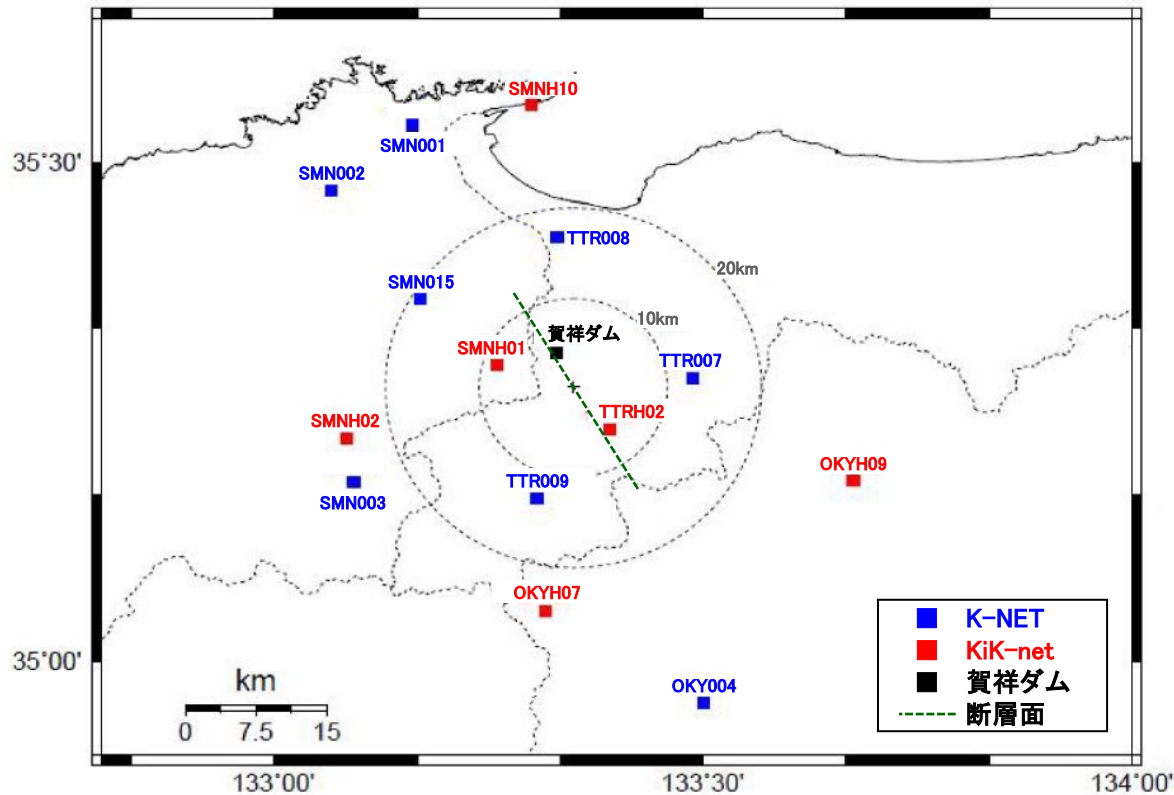 SMNH10
SMN001
35°30'
SMN002
TTR008
20km
SMN015
10km
賀祥ダム
SMNH01
TTR007
TTRH02
SMNH02
OKYH09
TTR009
SMN003
OKYH07
K-NET
KiK-net
賀祥ダム
断層面
35°00'
km
OKY004
0 7.5 15
133°00' 133°30' 134°00'